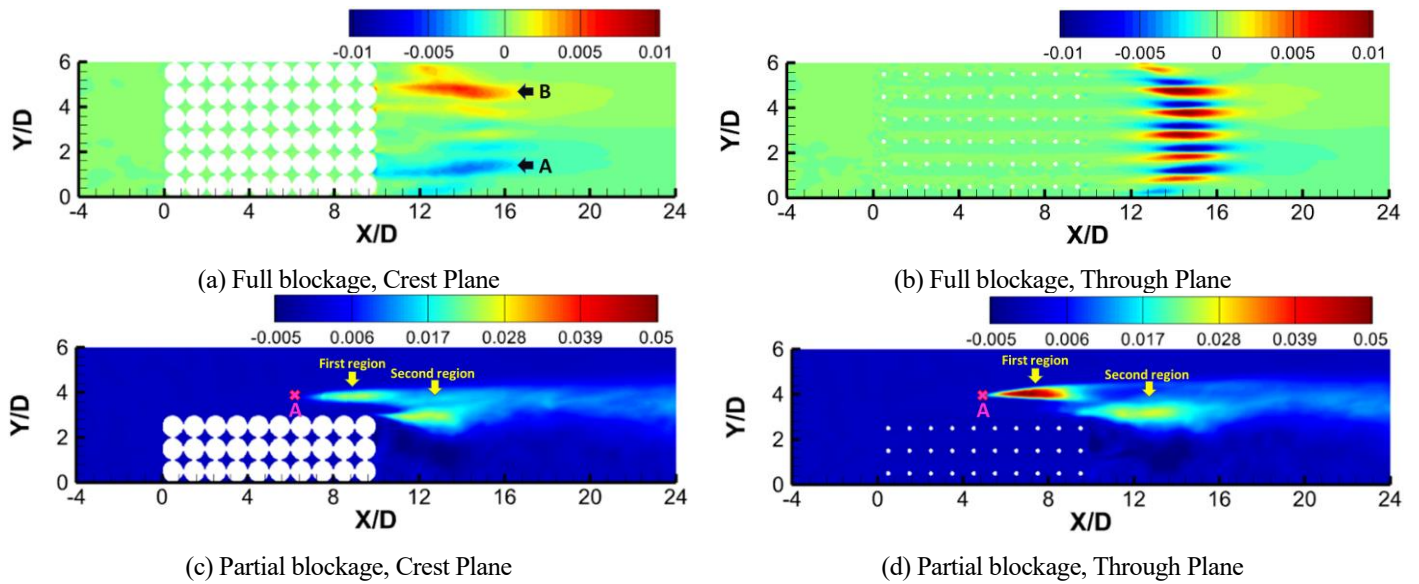 -0.01 -0.005 0 0.005 0.01
6
4
2
0
Y/D
B
A
-4 0 4 8 12 16 20 24
X/D
(a) Full blockage, Crest Plane
-0.01 -0.005 0 0.005 0.01
6
4
2
0
Y/D
-4 0 4 8 12 16 20 24
X/D
(b) Full blockage, Through Plane
-0.005 0.006 0.017 0.028 0.039 0.05
6
4
2
0
Y/D
First region
Second region
A
-4 0 4 8 12 16 20 24
X/D
(c) Partial blockage, Crest Plane
-0.005 0.006 0.017 0.028 0.039 0.05
6
4
2
0
Y/D
First region
Second region
A
-4 0 4 8 12 16 20 24
X/D
(d) Partial blockage, Through Plane